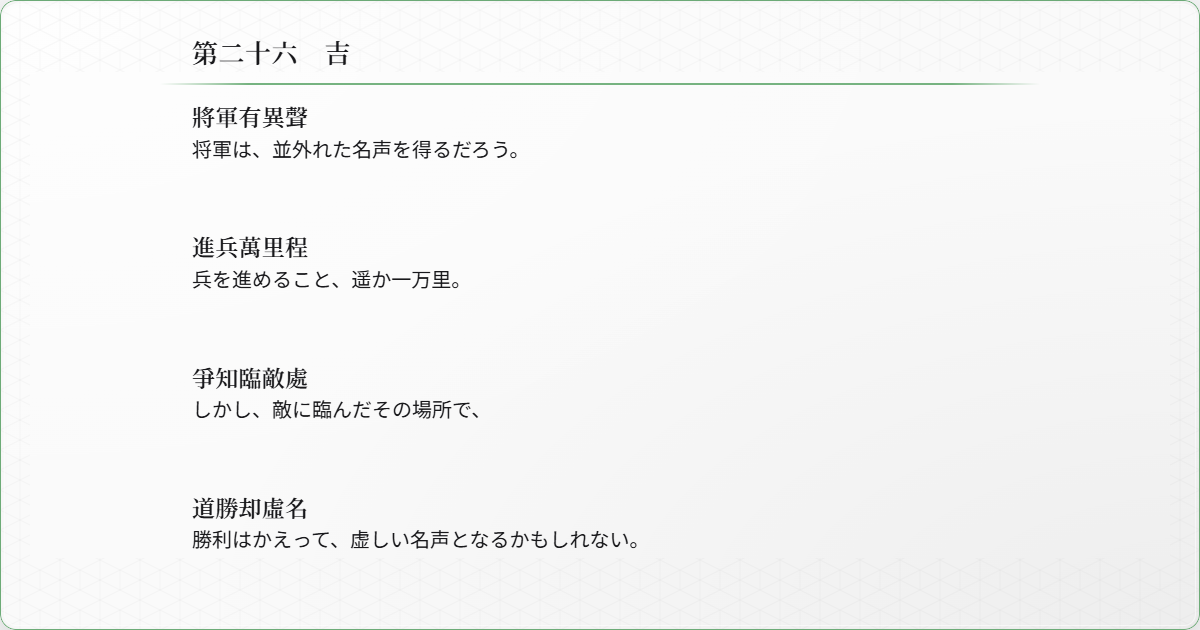 第二十六　吉
將軍有異聲
将軍は、並外れた名声を得るだろう。
進兵萬里程
兵を進めること、遥か一万里。
爭知臨敵處
しかし、敵に臨んだその場所で、
道勝却虛名
勝利はかえって、虚しい名声となるかもしれない。